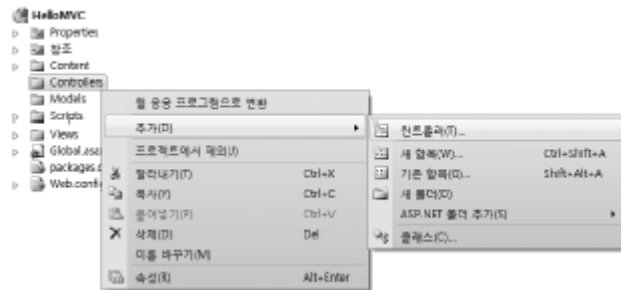 HelloMVC
Properties
참조
Content
Controllers
Models
Scripts
Views
Global.asa
packages.c
Web.config
웹 응용 프로그램으로 변환
추가(D)
프로젝트에서 제외(J)
잘라내기(T) Ctrl+X
복사(Y) Ctrl+C
붙여넣기(P) Ctrl+V
삭제(D) Del
이름 바꾸기(M)
속성(R) Alt+Enter
컨트롤러(T)...
새 항목(W)... Ctrl+Shift+A
기존 항목(G)... Shift+Alt+A
새 폴더(D)
ASP.NET 폴더 추가(S)
클래스(C)...